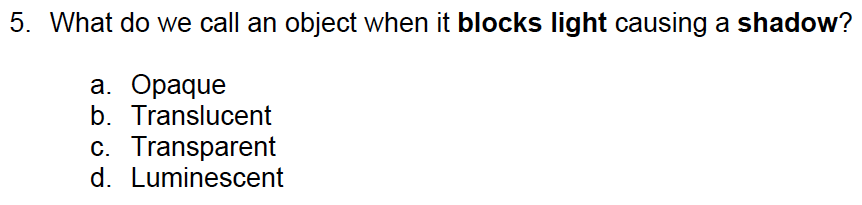 5. What do we call an object when it blocks light causing a shadow?
a. Opaque
b. Translucent
c. Transparent
d. Luminescent